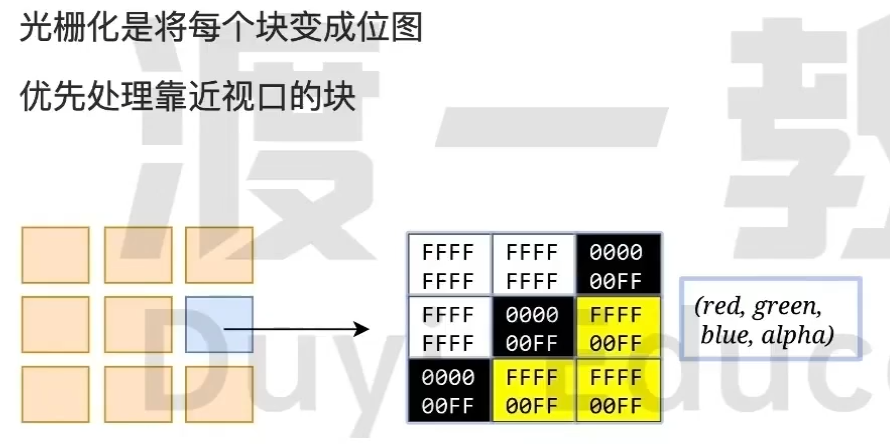 光栅化是将每个块变成位图
优先处理靠近视口的块
渡一教
FFFF FFFF 0000
FFFF FFFF 00FF
FFFF 0000 FFFF
FFFF 00FF 00FF
0000 FFFF FFFF
00FF 00FF 00FF
(red, green,
blue, alpha)
Duyi Educ